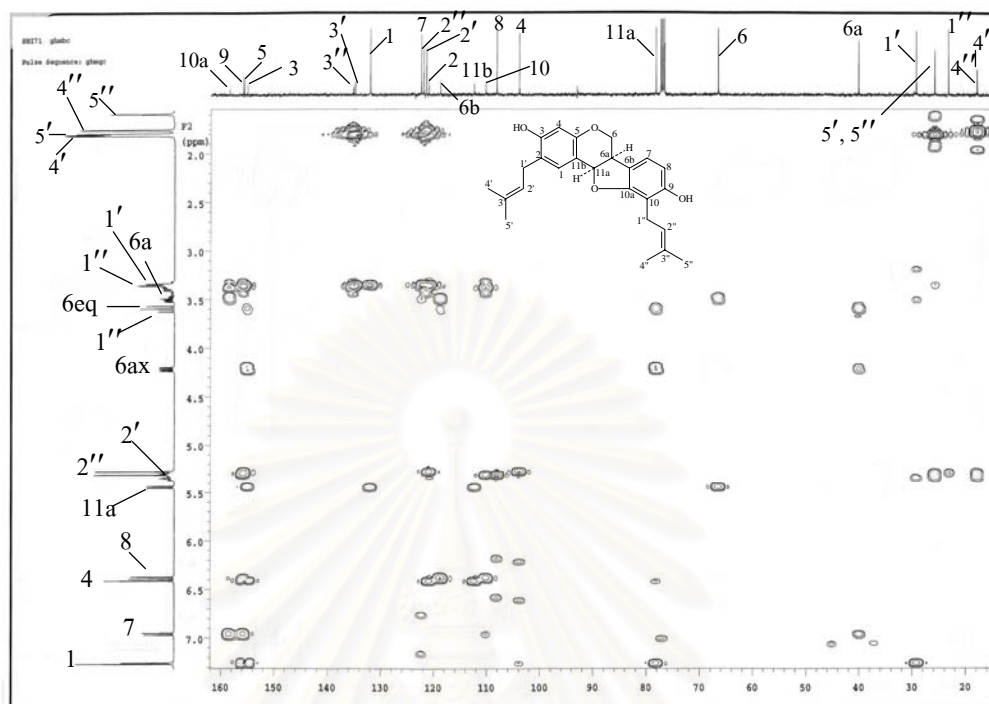 SHI71 ghmbc
Pulse Sequence: ghmqc
10a 9 5 3 3'' 3' 1 7 2'' 2' 2 6b 11b 8 10 4 11a 6 6a 1' 5', 5'' 1'' 4'' 4'
5''
4''
5'
4'
1'
6a
1''
6eq
1''
6ax
2'
2''
11a
8
4
7
1
F2
(ppm)
2.0
2.5
3.0
3.5
4.0
4.5
5.0
5.5
6.0
6.5
7.0
HO 3 4 5 O 6
2 1 11b 11a 6a H 6b 7 8
1' H O 10a 10 9 OH
4' 3' 2' 5'
1'' 2'' 3'' 4'' 5''
160 150 140 130 120 110 100 90 80 70 60 50 40 30 20